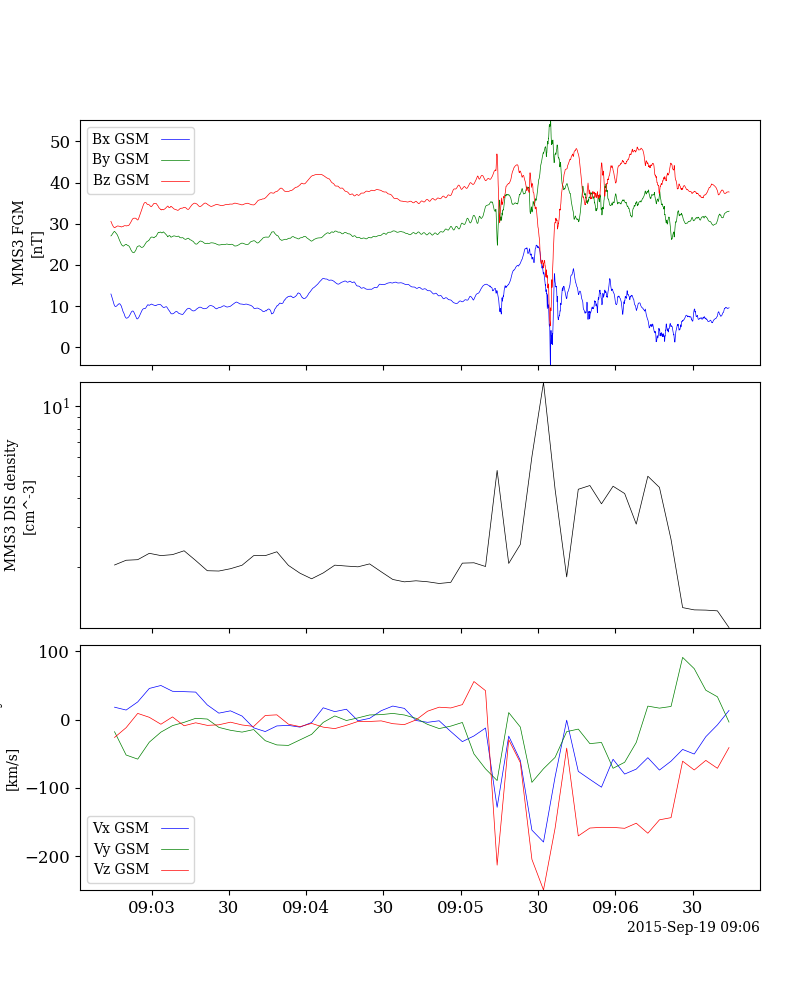 MMS3 FGM
[nT]
50
40
30
20
10
0
Bx GSM
By GSM
Bz GSM
MMS3 DIS density
[cm^-3]
10^1
[km/s]
100
0
−100
−200
Vx GSM
Vy GSM
Vz GSM
09:03 30 09:04 30 09:05 30 09:06 30
2015-Sep-19 09:06